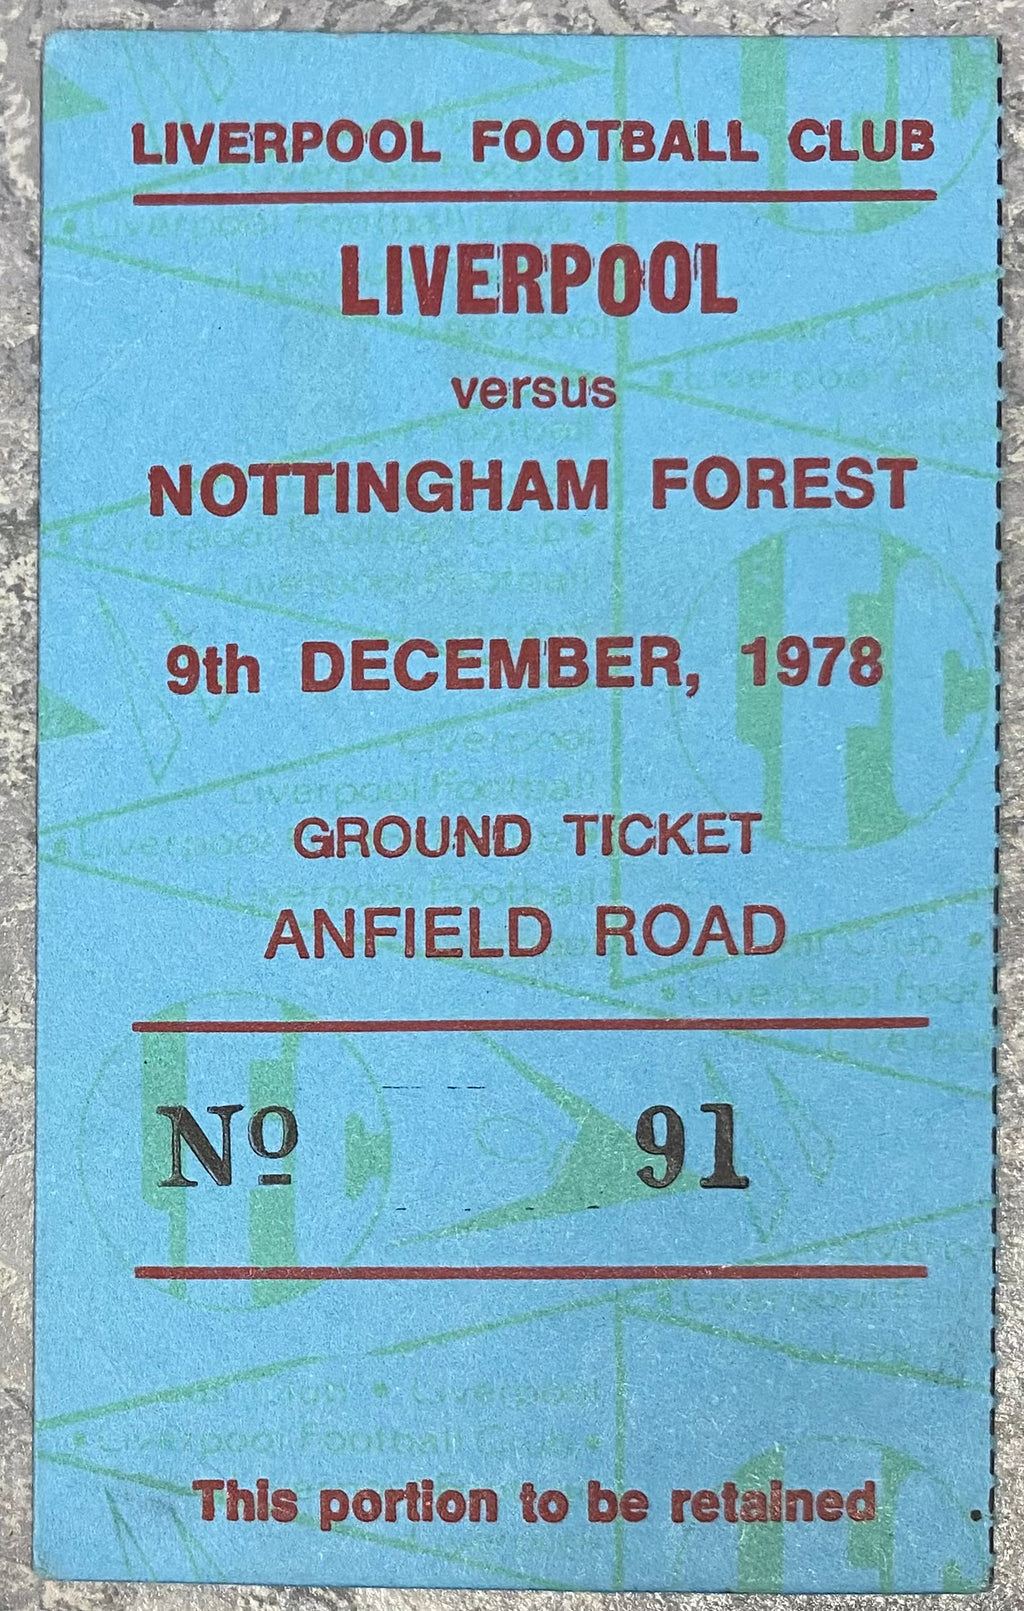 LIVERPOOL FOOTBALL CLUB
LIVERPOOL
versus
NOTTINGHAM FOREST
9th DECEMBER, 1978
GROUND TICKET
ANFIELD ROAD
Nº 91
This portion to be retained